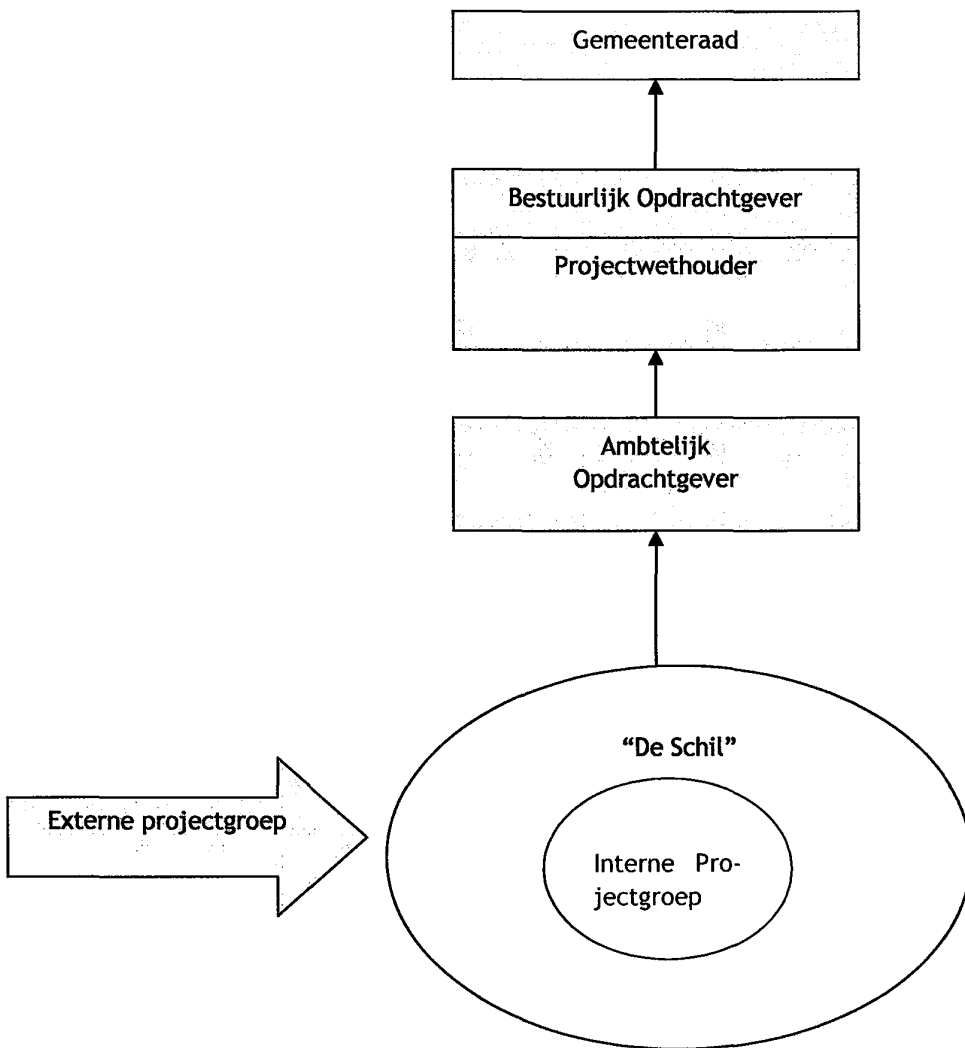 Gemeenteraad
Bestuurlijk Opdrachtgever
Projectwethouder
Ambtelijk
Opdrachtgever
“De Schil”
Externe projectgroep
Interne Pro-
jectgroep